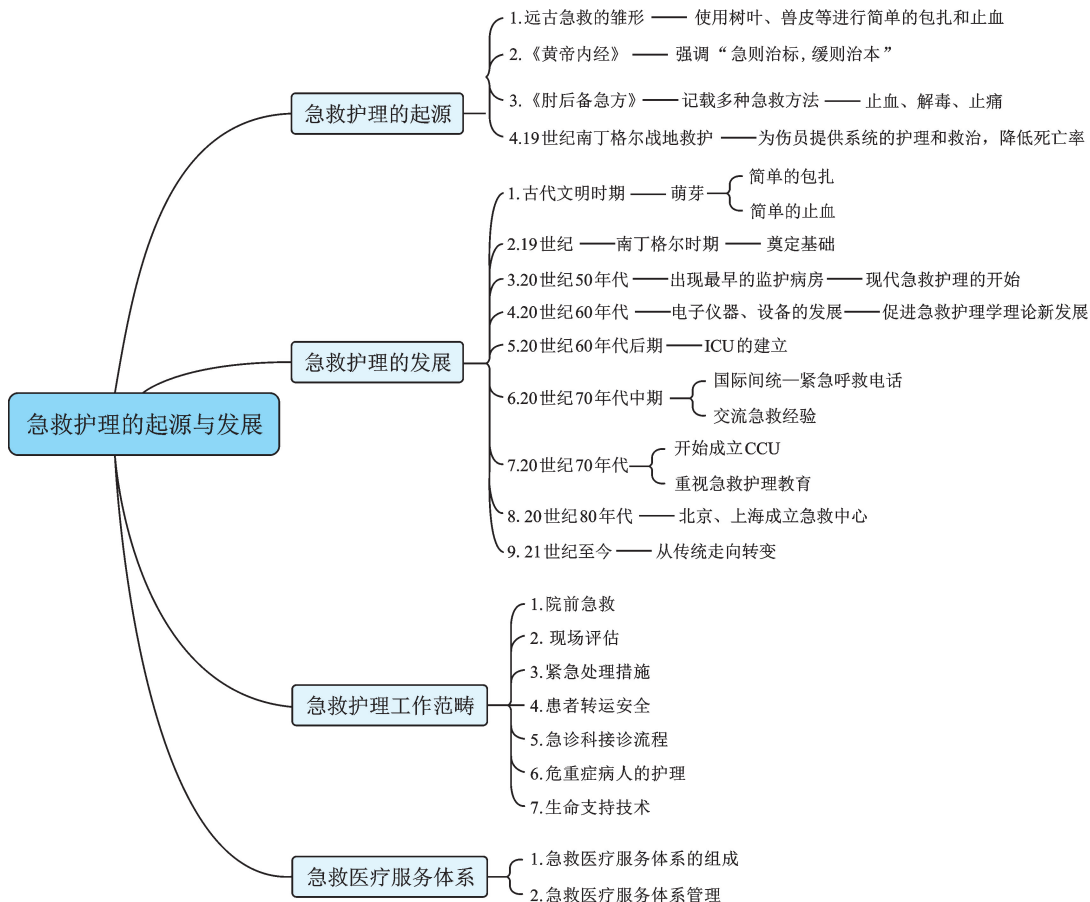 急救护理的起源与发展
急救护理的起源
1.远古急救的雏形 使用树叶、兽皮等进行简单的包扎和止血
2.《黄帝内经》 强调“急则治标,缓则治本”
3.《肘后备急方》 记载多种急救方法 止血、解毒、止痛
4.19世纪南丁格尔战地救护 为伤员提供系统的护理和救治，降低死亡率
急救护理的发展
1.古代文明时期 萌芽
简单的包扎
简单的止血
2.19世纪 南丁格尔时期 奠定基础
3.20世纪50年代 出现最早的监护病房 现代急救护理的开始
4.20世纪60年代 电子仪器、设备的发展 促进急救护理学理论新发展
5.20世纪60年代后期 ICU的建立
6.20世纪70年代中期
国际间统—紧急呼救电话
交流急救经验
7.20世纪70年代
开始成立CCU
重视急救护理教育
8. 20世纪80年代 北京、上海成立急救中心
9. 21世纪至今 从传统走向转变
急救护理工作范畴
1.院前急救
2. 现场评估
3.紧急处理措施
4.患者转运安全
5.急诊科接诊流程
6.危重症病人的护理
7.生命支持技术
急救医疗服务体系
1.急救医疗服务体系的组成
2.急救医疗服务体系管理